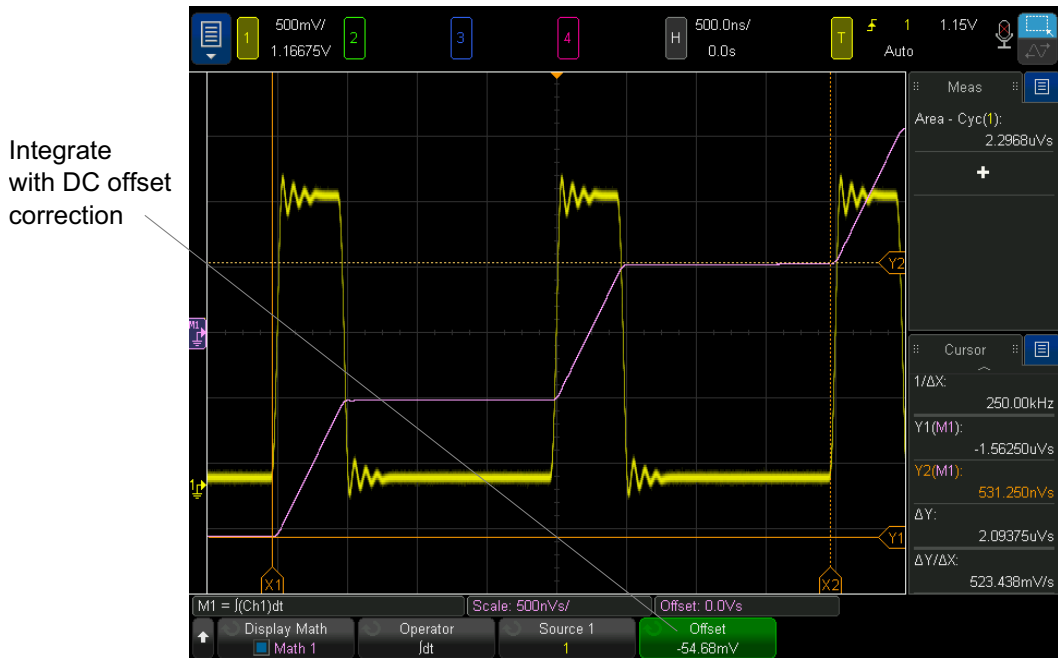 Integrate
with DC offset
correction
1
500mV/
1.16675V
2
3
4
H
500.0ns/
0.0s
T
1
1.15V
Auto
Meas
Area - Cyc(1):
2.2968uVs
+
Cursor
1/ΔX:
250.00kHz
Y1(M1):
-1.56250uVs
Y2(M1):
531.250nVs
ΔY:
2.09375uVs
ΔY/ΔX:
523.438mV/s
M1
1
Y2
Y1
X1
X2
M1 = ∫(Ch1)dt
Scale: 500nVs/
Offset: 0.0Vs
Display Math
Math 1
Operator
∫dt
Source 1
1
Offset
-54.68mV